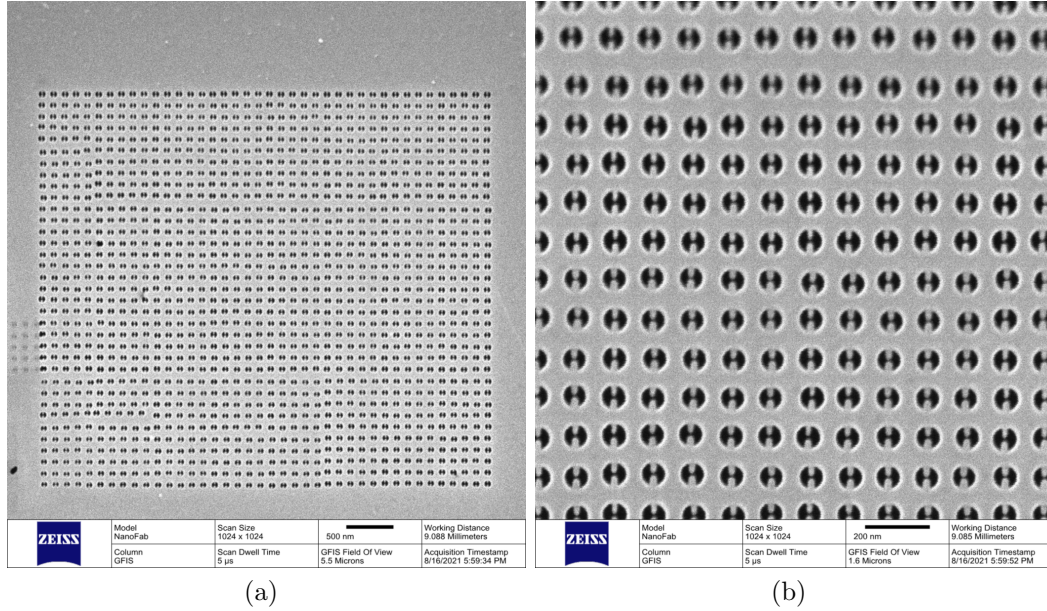 ZEISS
Model
NanoFab
Scan Size
1024 x 1024
500 nm
Working Distance
9.088 Millimeters
Column
GFIS
Scan Dwell Time
5 µs
GFIS Field Of View
5.5 Microns
Acquisition Timestamp
8/16/2021 5:59:34 PM
(a)
ZEISS
Model
NanoFab
Scan Size
1024 x 1024
200 nm
Working Distance
9.085 Millimeters
Column
GFIS
Scan Dwell Time
5 µs
GFIS Field Of View
1.6 Microns
Acquisition Timestamp
8/16/2021 5:59:52 PM
(b)